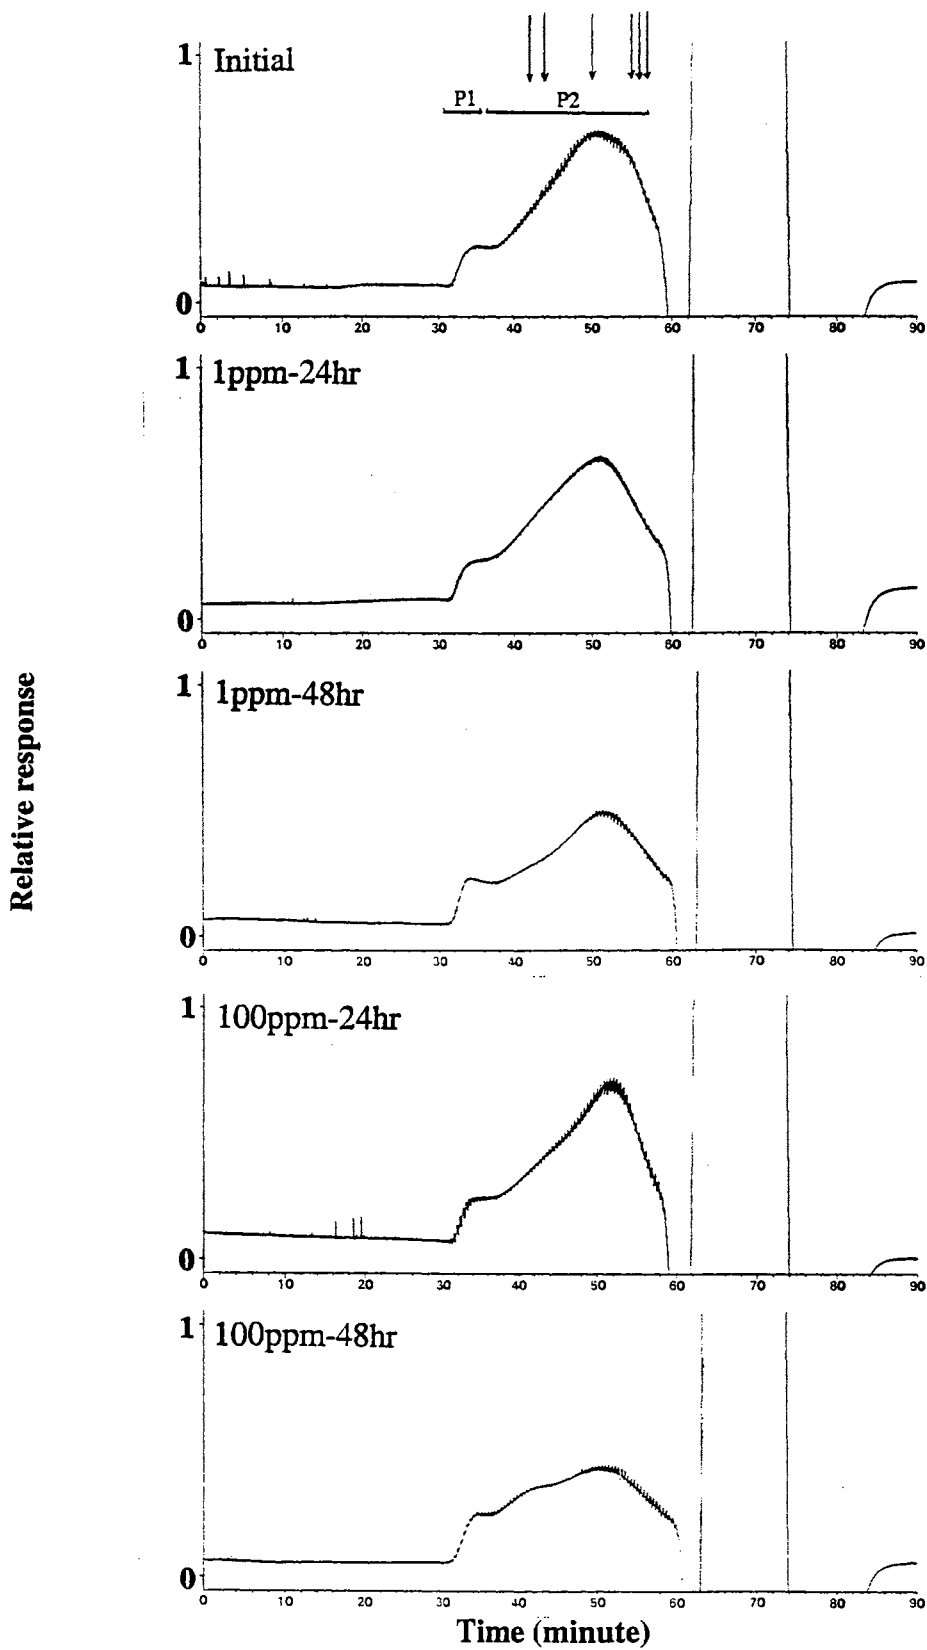 1
Initial
P1 P2
0
0 10 20 30 40 50 60 70 80 90
1
1ppm-24hr
0
0 10 20 30 40 50 60 70 80 90
1
1ppm-48hr
0
0 10 20 30 40 50 60 70 80 90
1
100ppm-24hr
0
0 10 20 30 40 50 60 70 80 90
1
100ppm-48hr
0
0 10 20 30 40 50 60 70 80 90
Relative response
Time (minute)